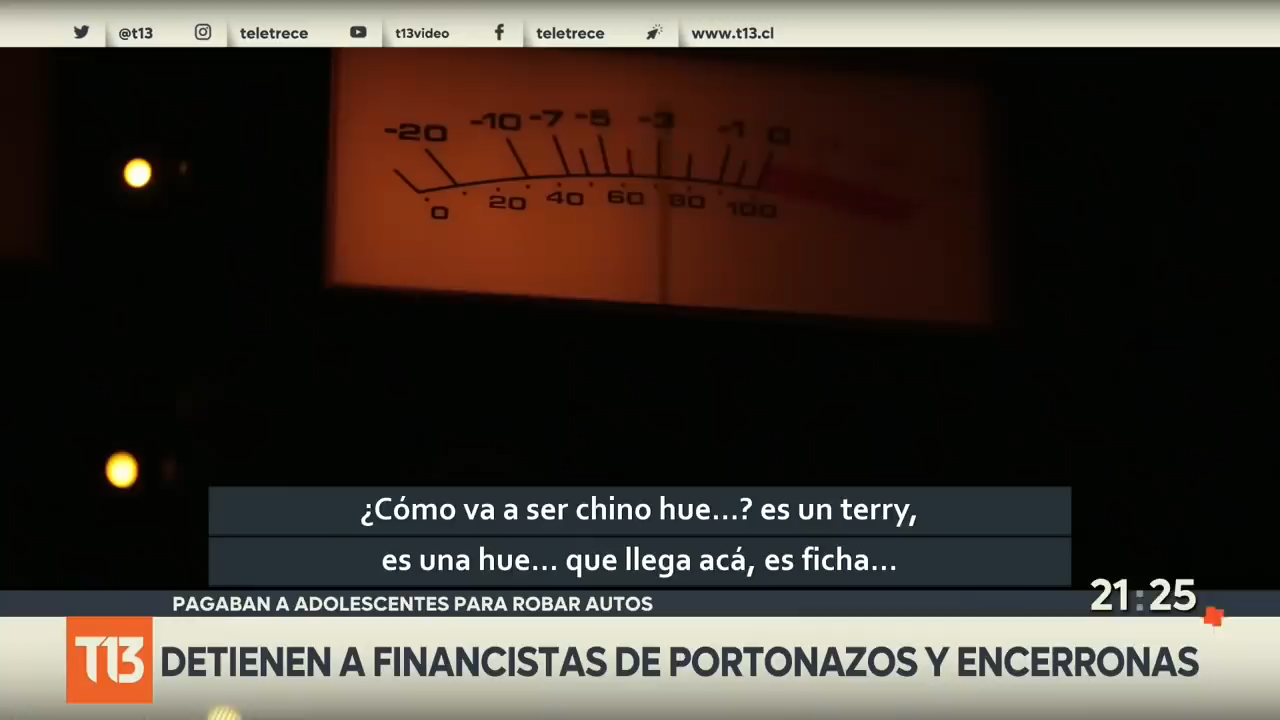 @t13 teletrece t13video teletrece www.t13.cl
-20 -10 -7 -5 -3 -1 0
0 20 40 60 80 100
¿Cómo va a ser chino hue...? es un terry,
es una hue... que llega acá, es ficha...
PAGABAN A ADOLESCENTES PARA ROBAR AUTOS
21:25
T13
DETIENEN A FINANCISTAS DE PORTONAZOS Y ENCERRONAS